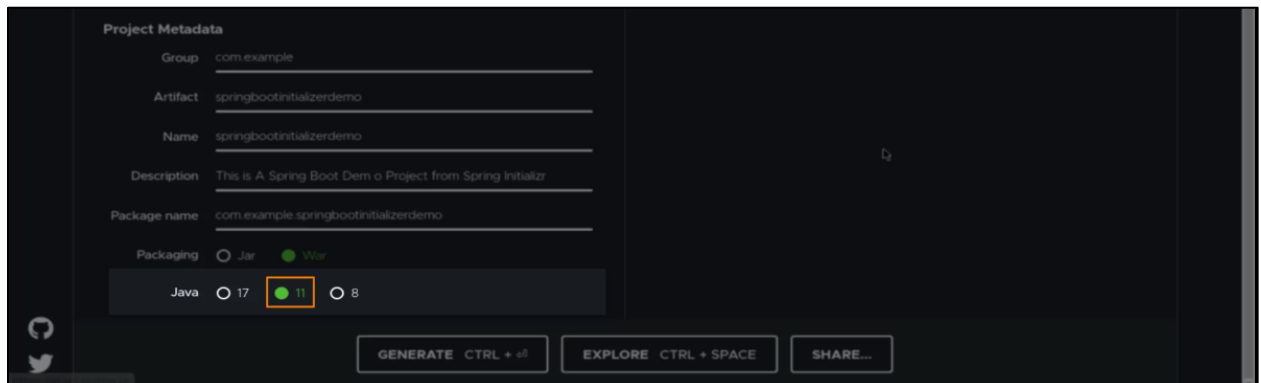 Project Metadata
Group com.example
Artifact springbootinitializerdemo
Name springbootinitializerdemo
Description This is A Spring Boot Dem o Project from Spring Initializr
Package name com.example.springbootinitializerdemo
Packaging Jar War
Java 17 11 8
GENERATE CTRL + ⏎ EXPLORE CTRL + SPACE SHARE...